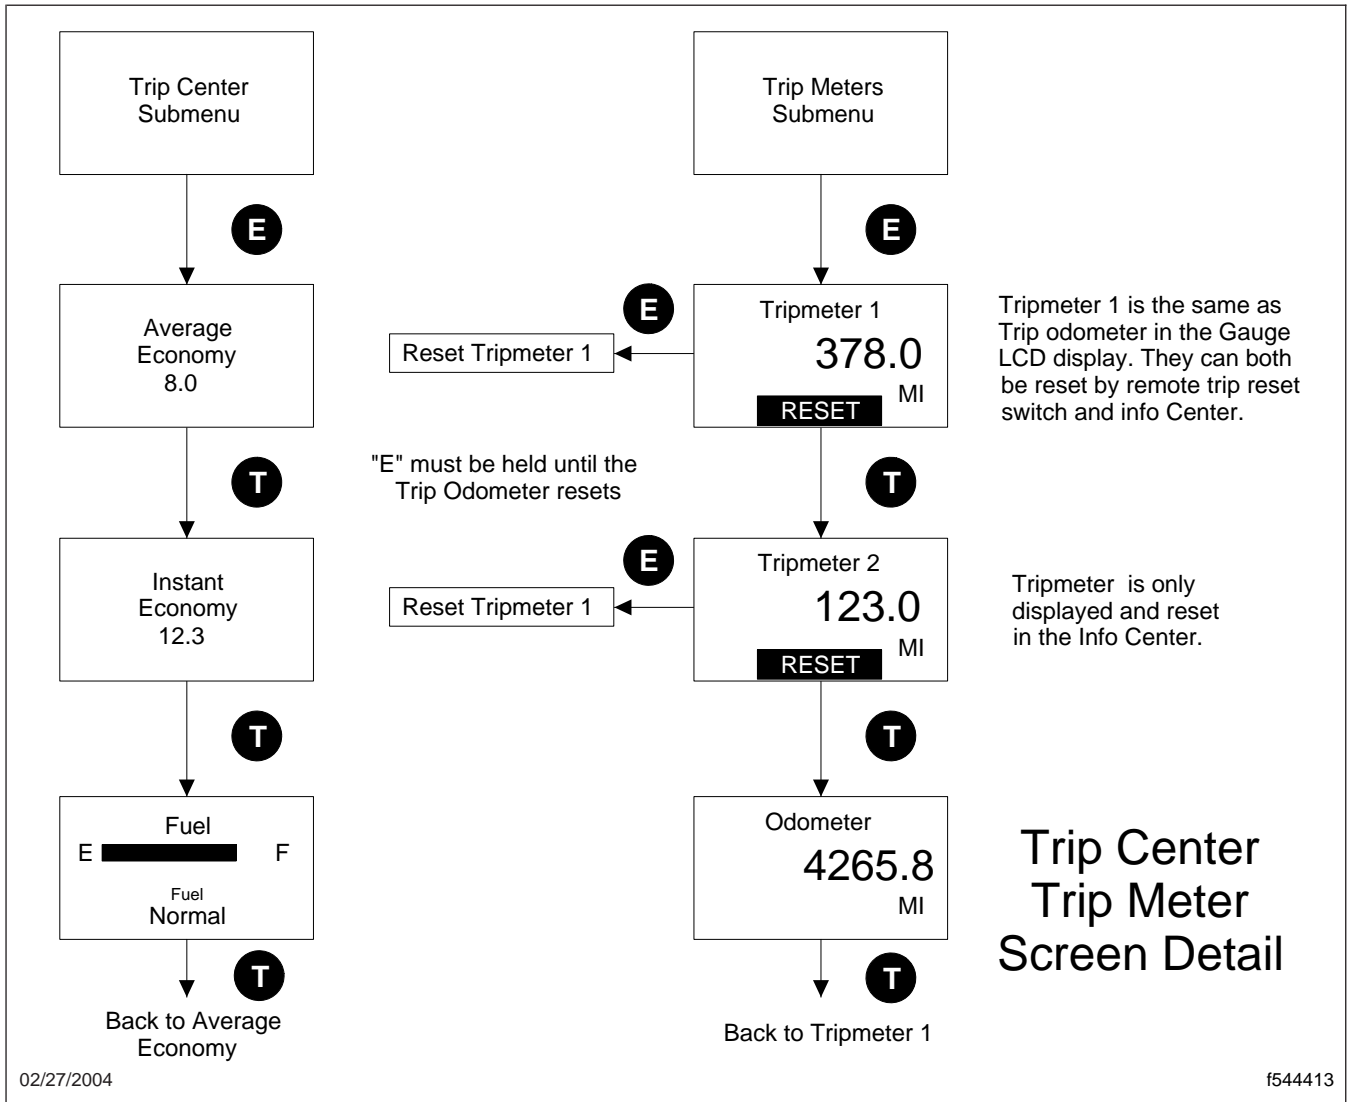 Trip Center
Submenu
E
Average
Economy
8.0
T
Instant
Economy
12.3
T
Fuel
E F
Fuel
Normal
T
Back to Average
Economy
Trip Meters
Submenu
E
Tripmeter 1
378.0
MI
RESET
E
Reset Tripmeter 1
Tripmeter 1 is the same as
Trip odometer in the Gauge
LCD display. They can both
be reset by remote trip reset
switch and info Center.
"E" must be held until the
Trip Odometer resets
T
Tripmeter 2
123.0
MI
RESET
E
Reset Tripmeter 1
Tripmeter is only
displayed and reset
in the Info Center.
T
Odometer
4265.8
MI
T
Back to Tripmeter 1
Trip Center
Trip Meter
Screen Detail
02/27/2004
f544413